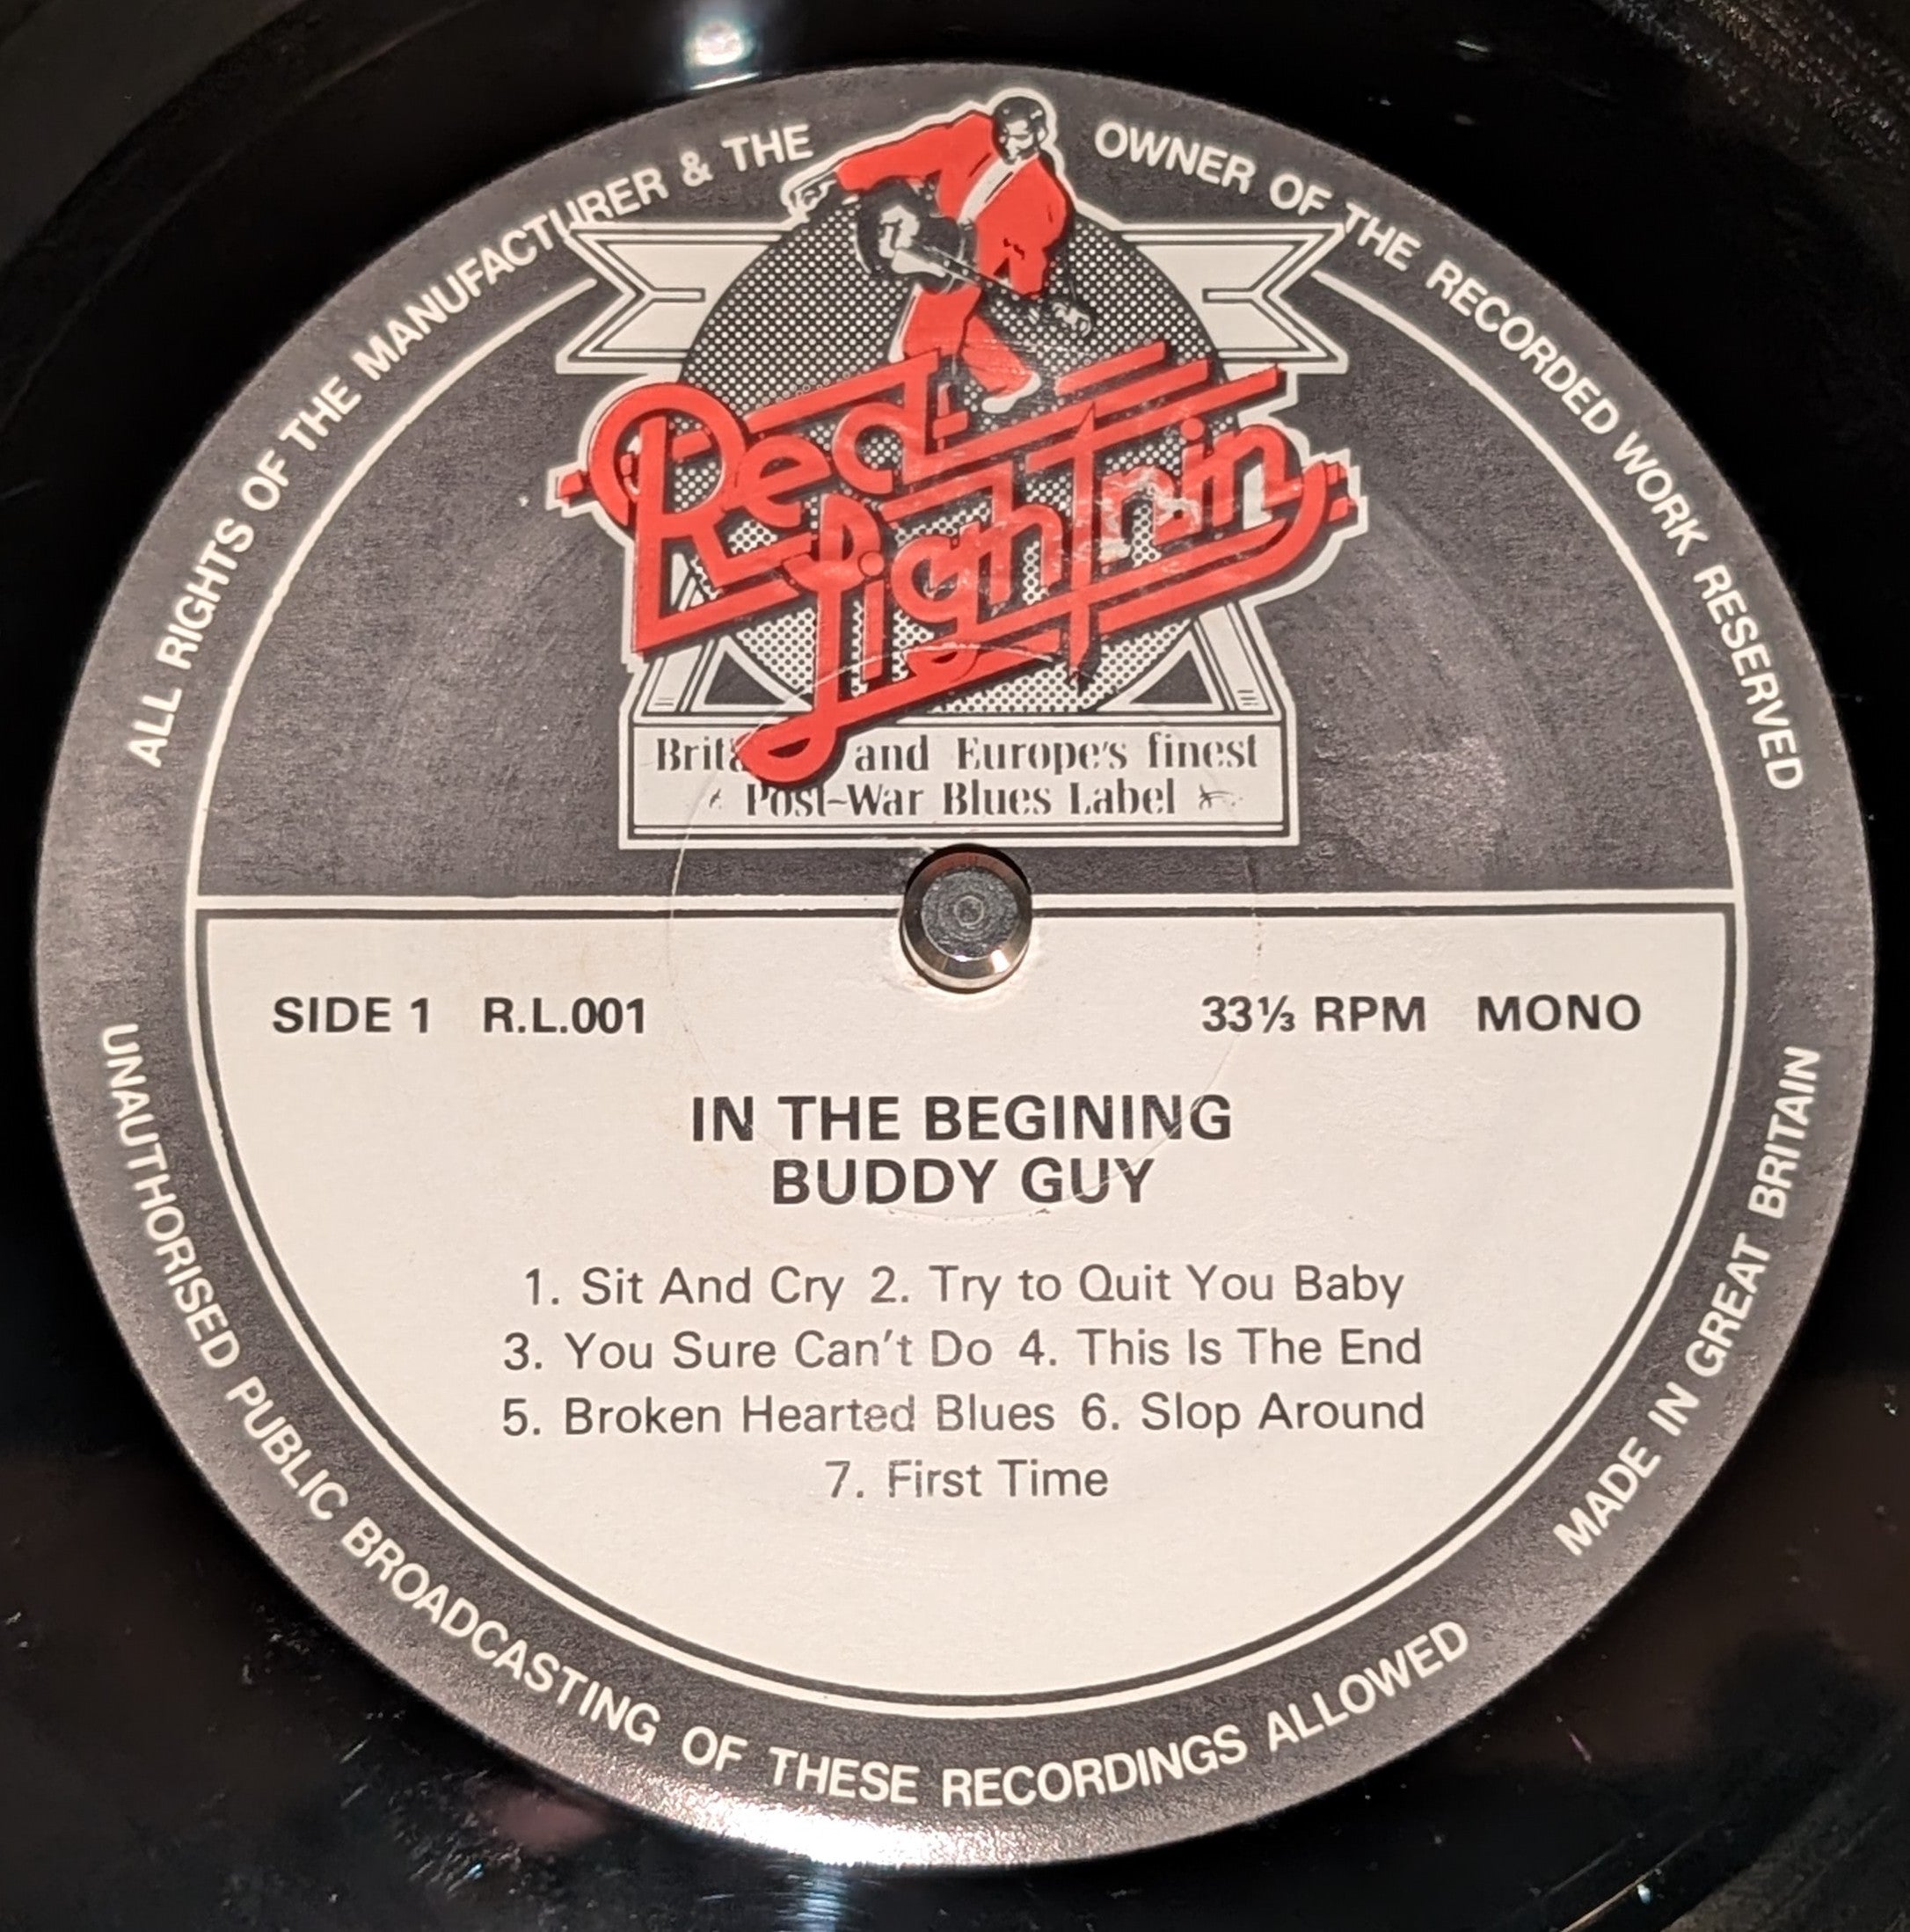 ALL RIGHTS OF THE MANUFACTURER & THE OWNER OF THE RECORDED WORK RESERVED
Red
Lightnin
and Europe's finest
Post-War Blues Label
SIDE 1 R.L.001 33⅓ RPM MONO
IN THE BEGINING
BUDDY GUY
1. Sit And Cry 2. Try to Quit You Baby
3. You Sure Can't Do 4. This Is The End
5. Broken Hearted Blues 6. Slop Around
7. First Time
UNAUTHORISED PUBLIC BROADCASTING OF THESE RECORDINGS ALLOWED
MADE IN GREAT BRITAIN